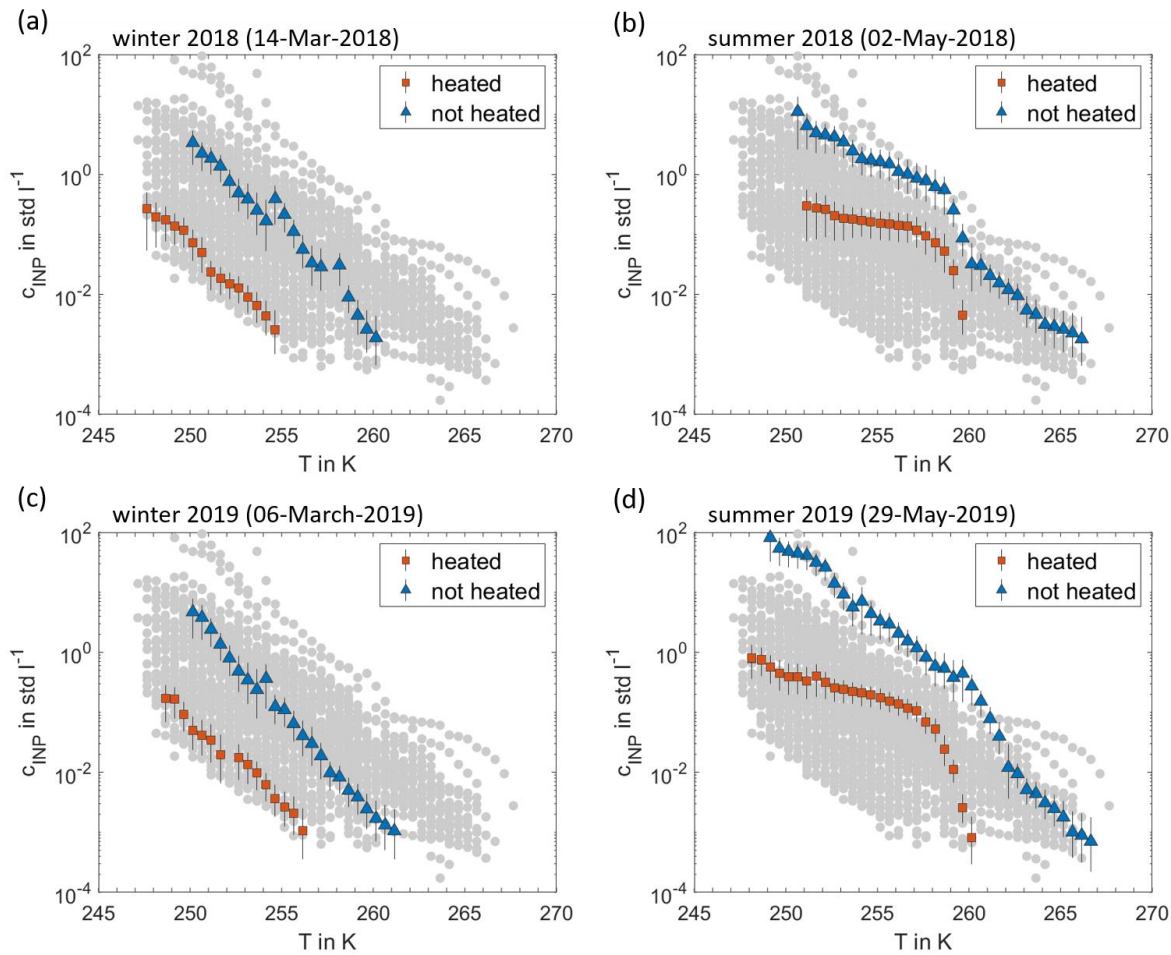 (a)
winter 2018 (14-Mar-2018)
10^2
10^0
10^-2
10^-4
c_INP in std l^-1
heated
not heated
245 250 255 260 265 270
T in K
(b)
summer 2018 (02-May-2018)
10^2
10^0
10^-2
10^-4
c_INP in std l^-1
heated
not heated
245 250 255 260 265 270
T in K
(c)
winter 2019 (06-March-2019)
10^2
10^0
10^-2
10^-4
c_INP in std l^-1
heated
not heated
245 250 255 260 265 270
T in K
(d)
summer 2019 (29-May-2019)
10^2
10^0
10^-2
10^-4
c_INP in std l^-1
heated
not heated
245 250 255 260 265 270
T in K